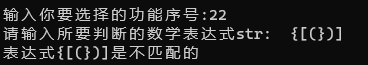 输入你要选择的功能序号:22
请输入所要判断的数学表达式str:  {[(})]
表达式{[(})]是不匹配的